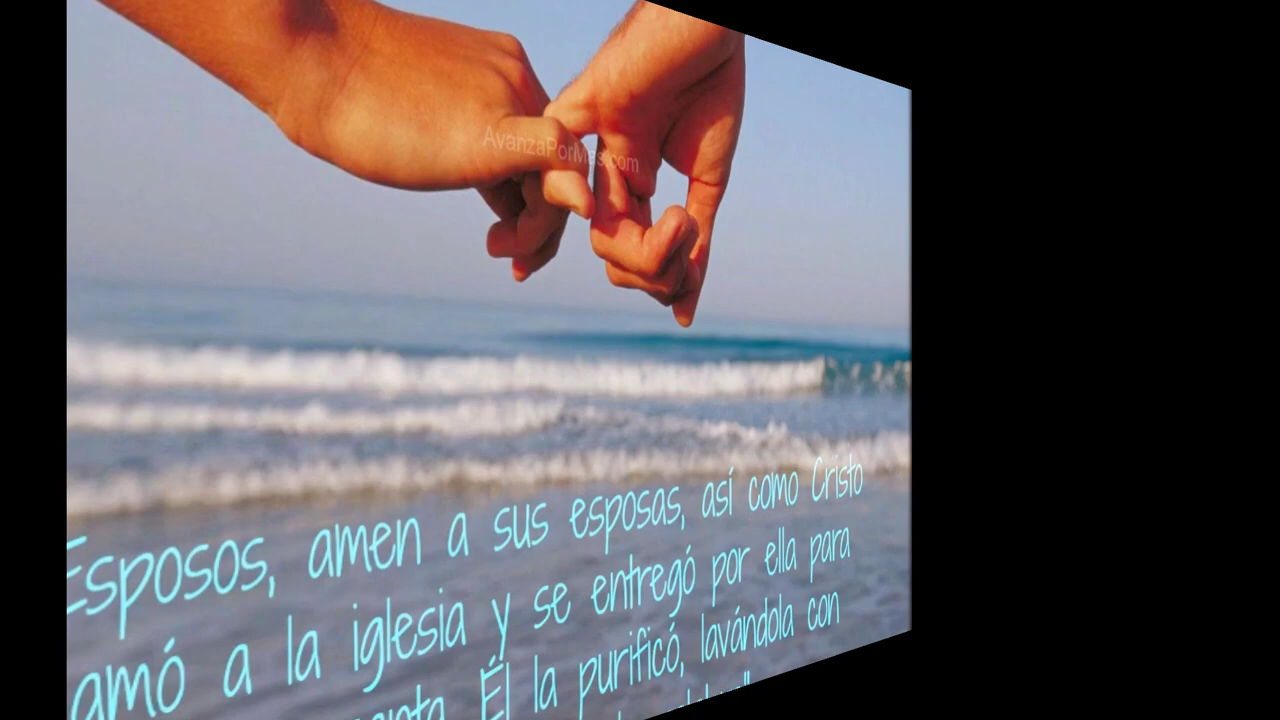 AvanzaPorMas.com
Esposos, amen a sus esposas, así como Cristo
amó a la iglesia y se entregó por ella para
Él la purificó, lavándola con